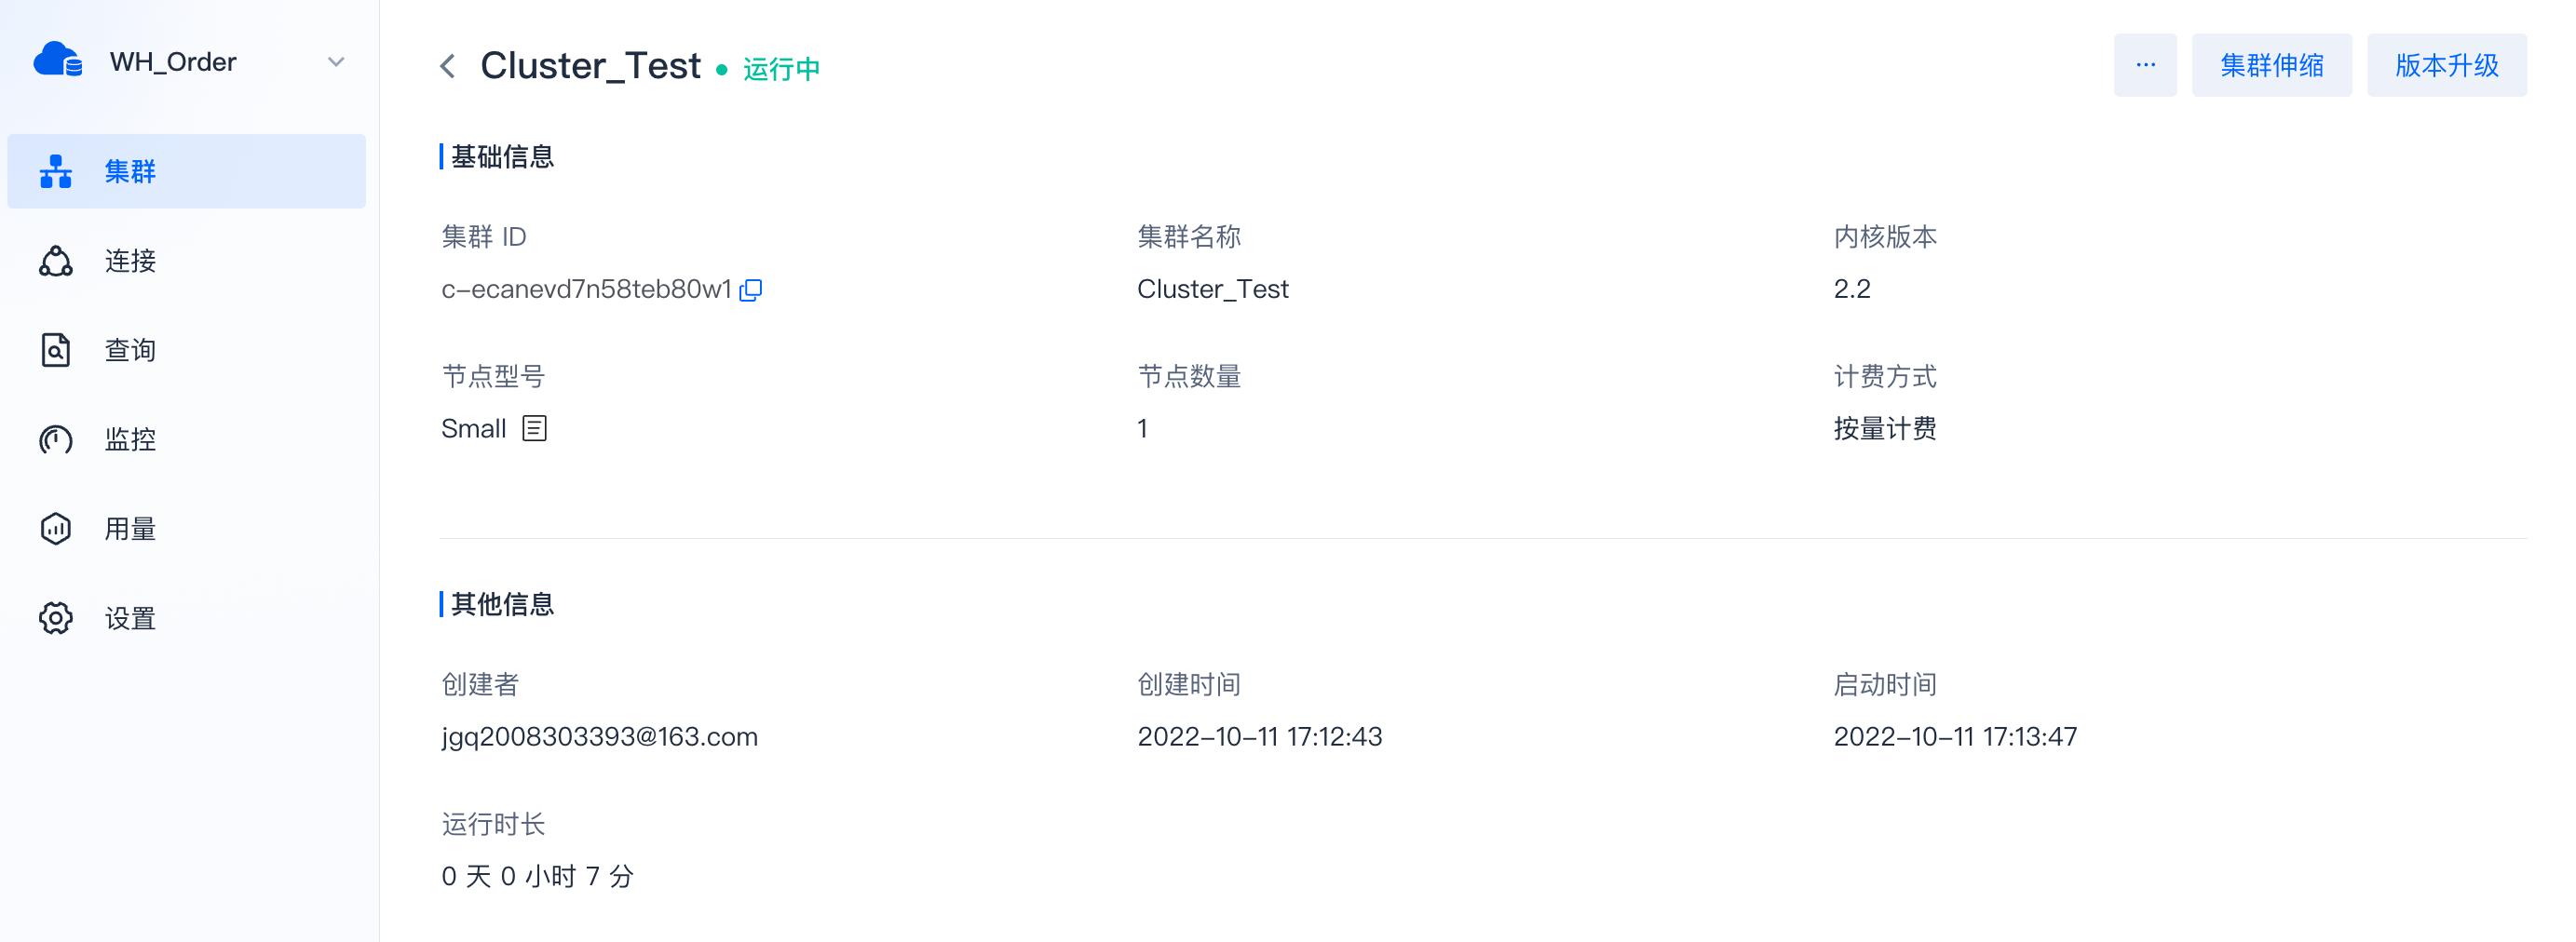 WH_Order
集群
连接
查询
监控
用量
设置
Cluster_Test 运行中
... 集群伸缩 版本升级
基础信息
集群 ID 集群名称 内核版本
c-ecanevd7n58teb80w1 Cluster_Test 2.2
节点型号 节点数量 计费方式
Small 1 按量计费
其他信息
创建者 创建时间 启动时间
jgq2008303393@163.com 2022-10-11 17:12:43 2022-10-11 17:13:47
运行时长
0 天 0 小时 7 分